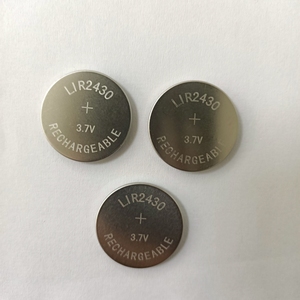 LIR2430
+
3.7V
RECHARGEABLE
LIR2430
+
3.7V
RECHARGEABLE
LIR2430
+
3.7V
RECHARGEABLE